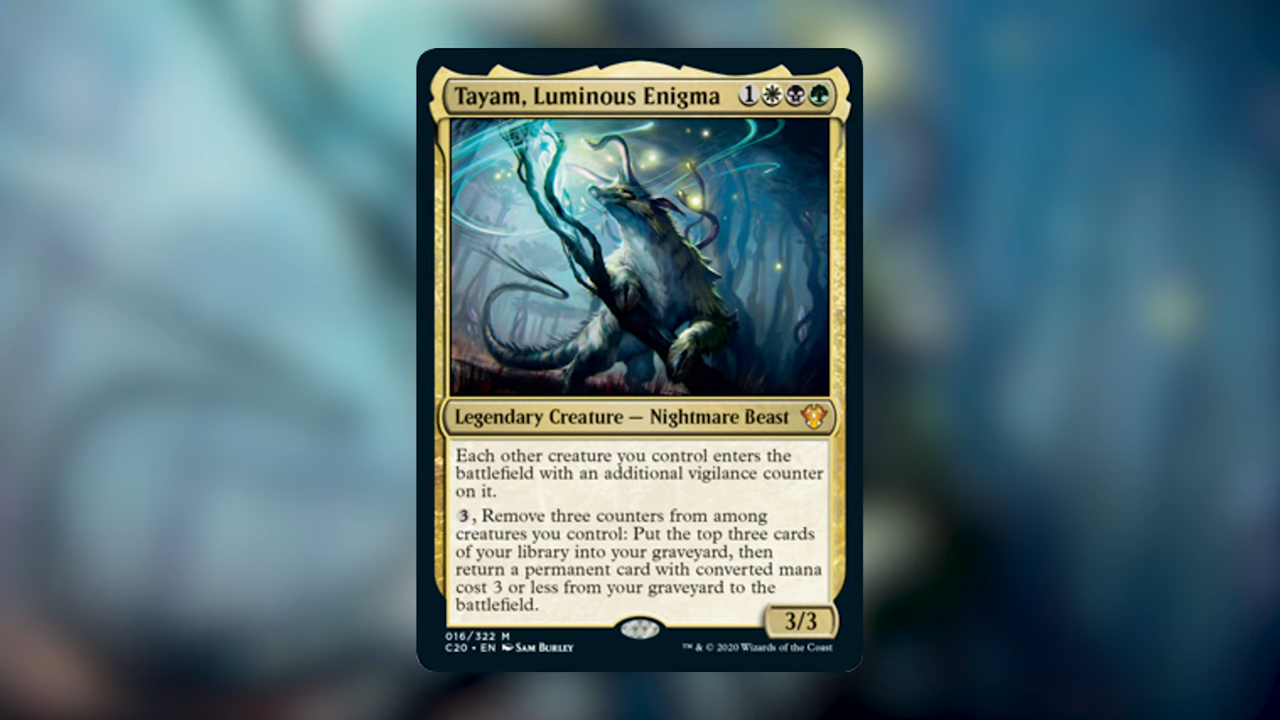 Tayam, Luminous Enigma 1
Legendary Creature — Nightmare Beast
Each other creature you control enters the
battlefield with an additional vigilance counter
on it.
3, Remove three counters from among
creatures you control: Put the top three cards
of your library into your graveyard, then
return a permanent card with converted mana
cost 3 or less from your graveyard to the
battlefield.
3/3
016/322 M
C20 • EN SAM BURLEY
™ & © 2020 Wizards of the Coast